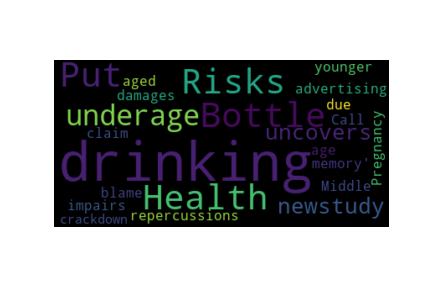 Put aged Risks younger
damages advertising
underage Bottle due
claim uncovers Call
drinking age
memory' Pregnancy
blame Health Middle
impairs newstudy
crackdown repercussions